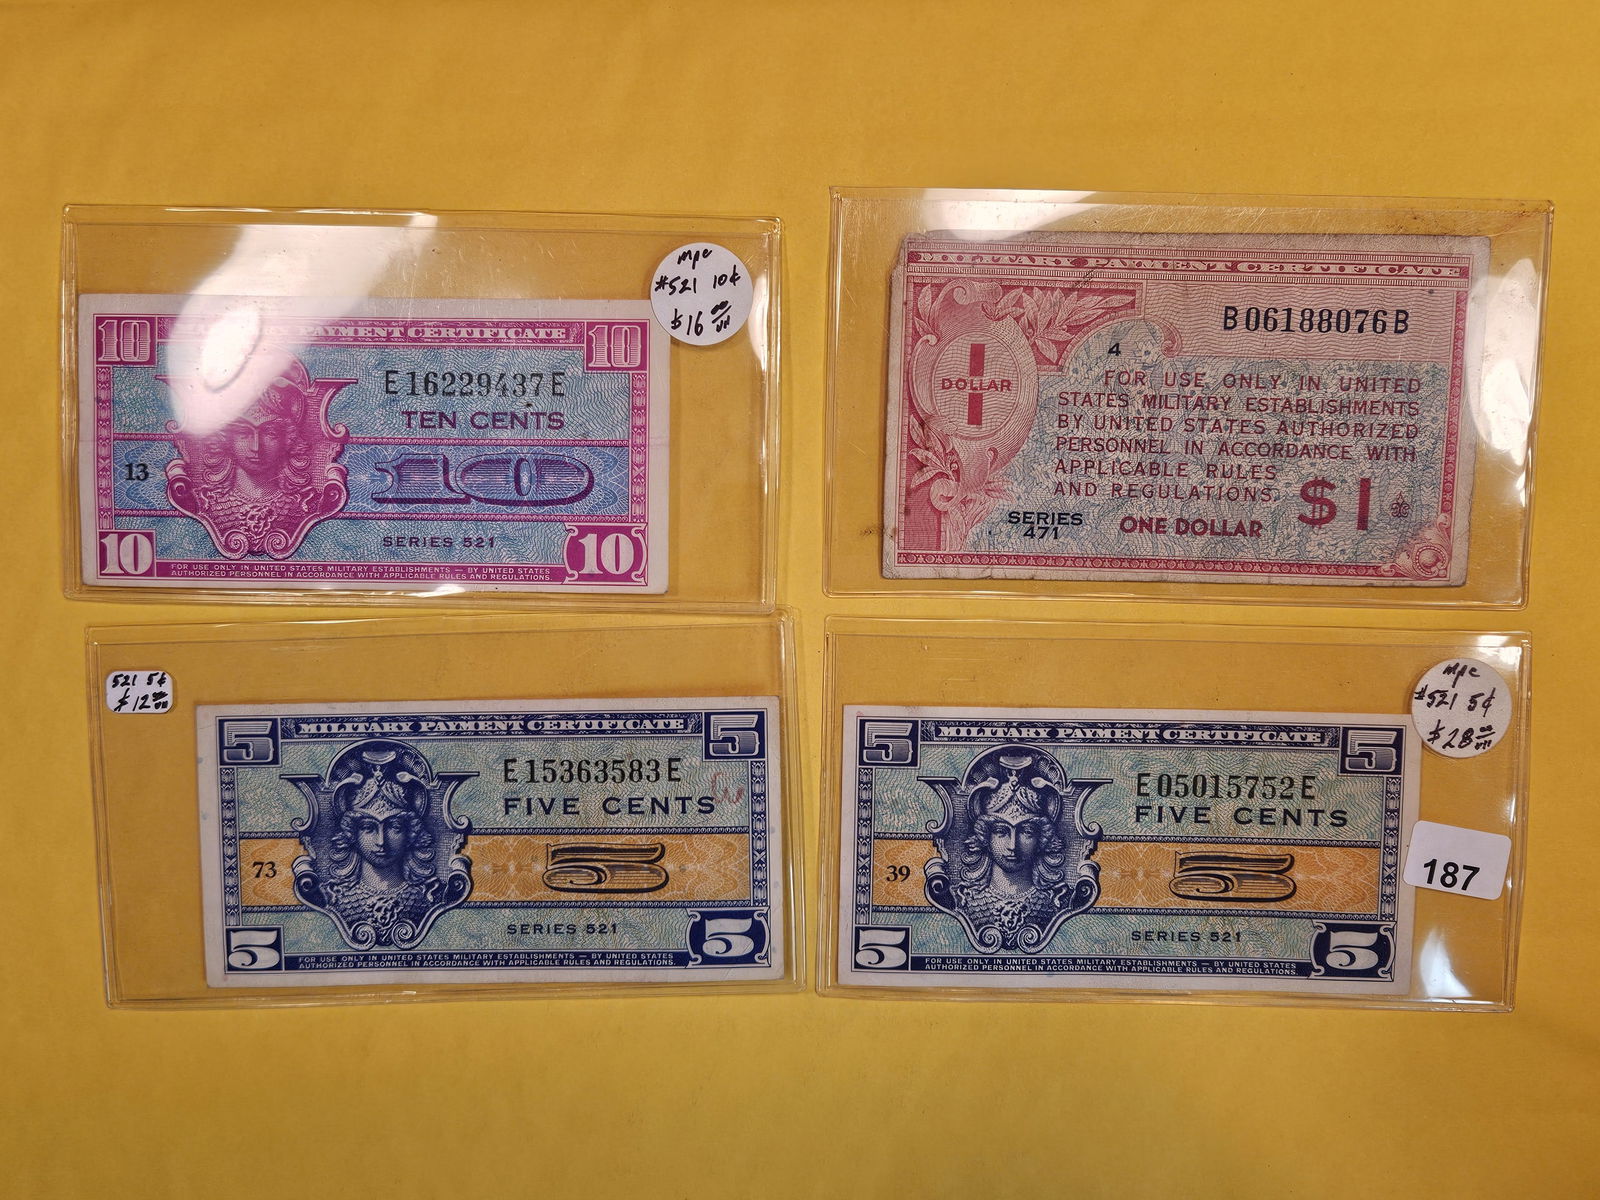 mpc
#521 10¢
$16 00
10 PAYMENT CERTIFICATE 10
E16229437E
TEN CENTS
13
10
SERIES 521
10 10
FOR USE ONLY IN UNITED STATES MILITARY ESTABLISHMENTS — BY UNITED STATES
AUTHORIZED PERSONNEL IN ACCORDANCE WITH APPLICABLE RULES AND REGULATIONS.
MILITARY PAYMENT CERTIFICATE
B06188076B
4
1
DOLLAR
FOR USE ONLY IN UNITED
STATES MILITARY ESTABLISHMENTS
BY UNITED STATES AUTHORIZED
PERSONNEL IN ACCORDANCE WITH
APPLICABLE RULES
AND REGULATIONS.
SERIES
471
ONE DOLLAR
$1
521 5¢
$12 00
5 MILITARY PAYMENT CERTIFICATE 5
E15363583E
FIVE CENTS
73
5
SERIES 521
5 5
FOR USE ONLY IN UNITED STATES MILITARY ESTABLISHMENTS — BY UNITED STATES
AUTHORIZED PERSONNEL IN ACCORDANCE WITH APPLICABLE RULES AND REGULATIONS.
mpc
#521 5¢
$28 00
5 MILITARY PAYMENT CERTIFICATE 5
E05015752E
FIVE CENTS
39
5
SERIES 521
5 5
FOR USE ONLY IN UNITED STATES MILITARY ESTABLISHMENTS — BY UNITED STATES
AUTHORIZED PERSONNEL IN ACCORDANCE WITH APPLICABLE RULES AND REGULATIONS.
187